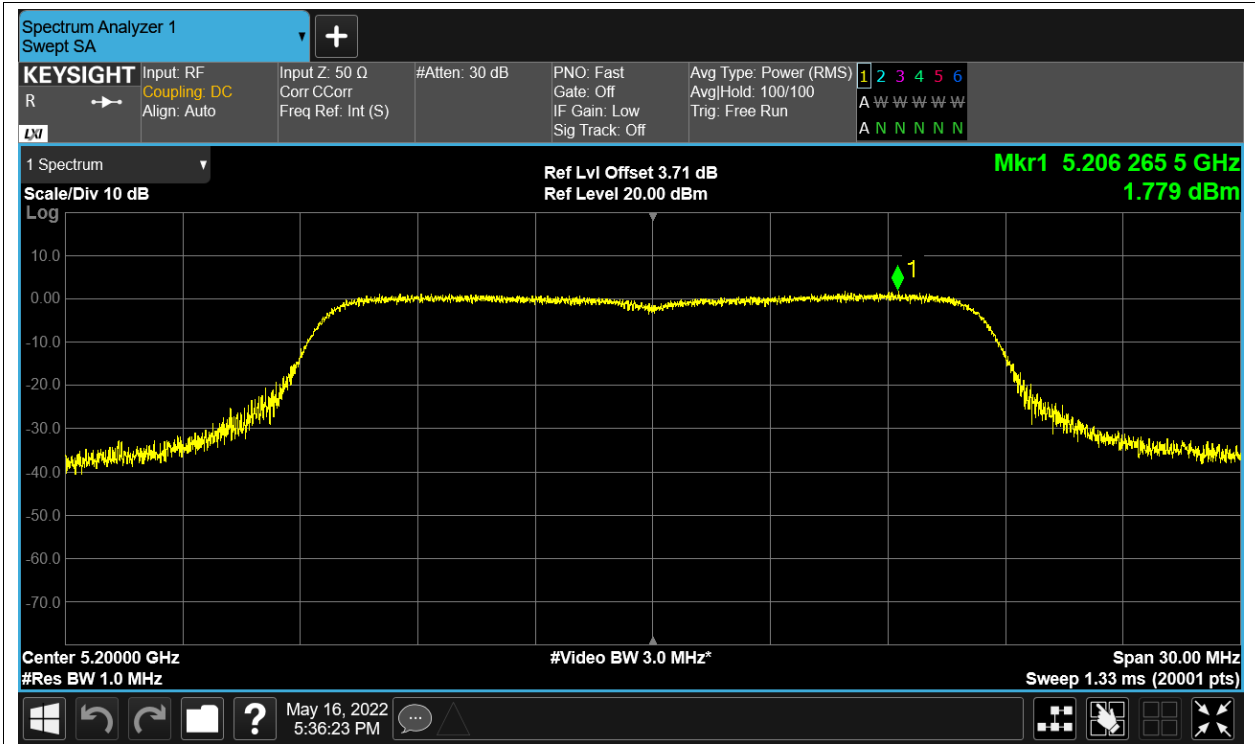 Spectrum Analyzer 1
Swept SA
KEYSIGHT
R
LXI
Input: RF
Coupling: DC
Align: Auto
Input Z: 50 Ω
Corr CCorr
Freq Ref: Int (S)
#Atten: 30 dB
PNO: Fast
Gate: Off
IF Gain: Low
Sig Track: Off
Avg Type: Power (RMS)
Avg|Hold: 100/100
Trig: Free Run
1 2 3 4 5 6
A W W W W W
A N N N N N
1 Spectrum
Scale/Div 10 dB
Log
Ref Lvl Offset 3.71 dB
Ref Level 20.00 dBm
Mkr1 5.206 265 5 GHz
1.779 dBm
1
10.0
0.00
-10.0
-20.0
-30.0
-40.0
-50.0
-60.0
-70.0
Center 5.20000 GHz
#Res BW 1.0 MHz
#Video BW 3.0 MHz*
Span 30.00 MHz
Sweep 1.33 ms (20001 pts)
?
May 16, 2022
5:36:23 PM